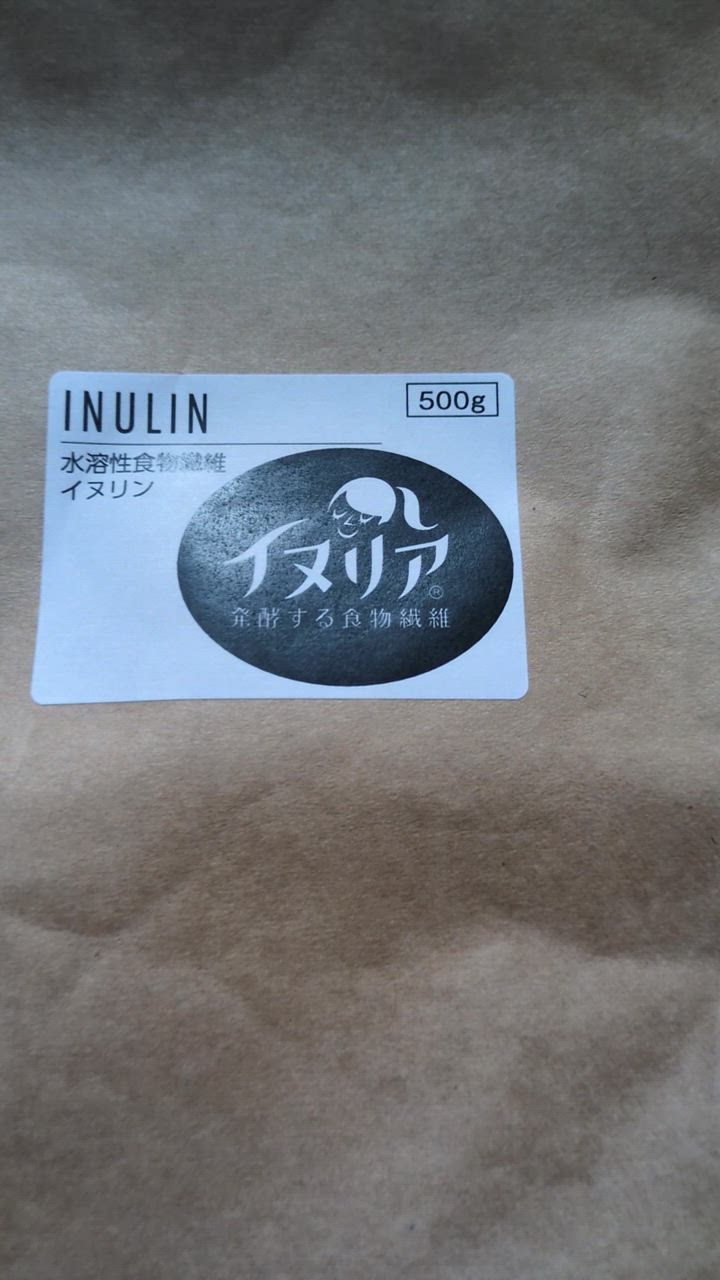 INULIN
500g
水溶性食物繊維
イヌリン
イヌリア®
発酵する食物繊維